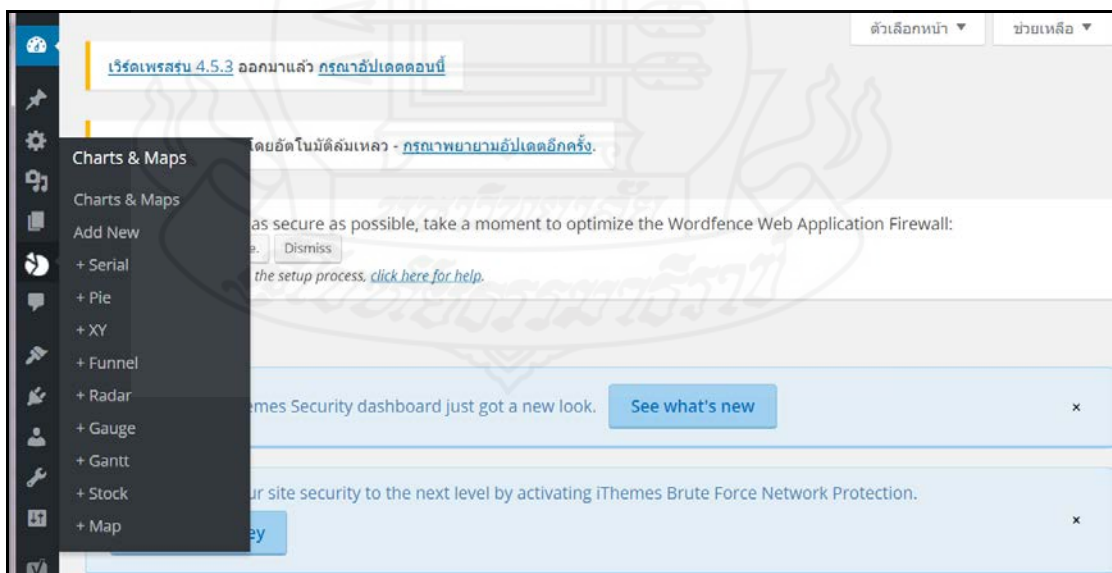 ตัวเลือกหน้า ▼ ช่วยเหลือ ▼
เวิร์ดเพรสรุ่น 4.5.3 ออกมาแล้ว กรุณาอัปเดตตอนนี้
โดยอัตโนมัติล้มเหลว - กรุณาพยายามอัปเดตอีกครั้ง.
Charts & Maps
Charts & Maps
as secure as possible, take a moment to optimize the Wordfence Web Application Firewall:
Add New
e. Dismiss
+ Serial
the setup process, click here for help.
+ Pie
+ XY
+ Funnel
+ Radar
emes Security dashboard just got a new look. See what's new ×
+ Gauge
+ Gantt
+ Stock
ur site security to the next level by activating iThemes Brute Force Network Protection.
+ Map
ey ×